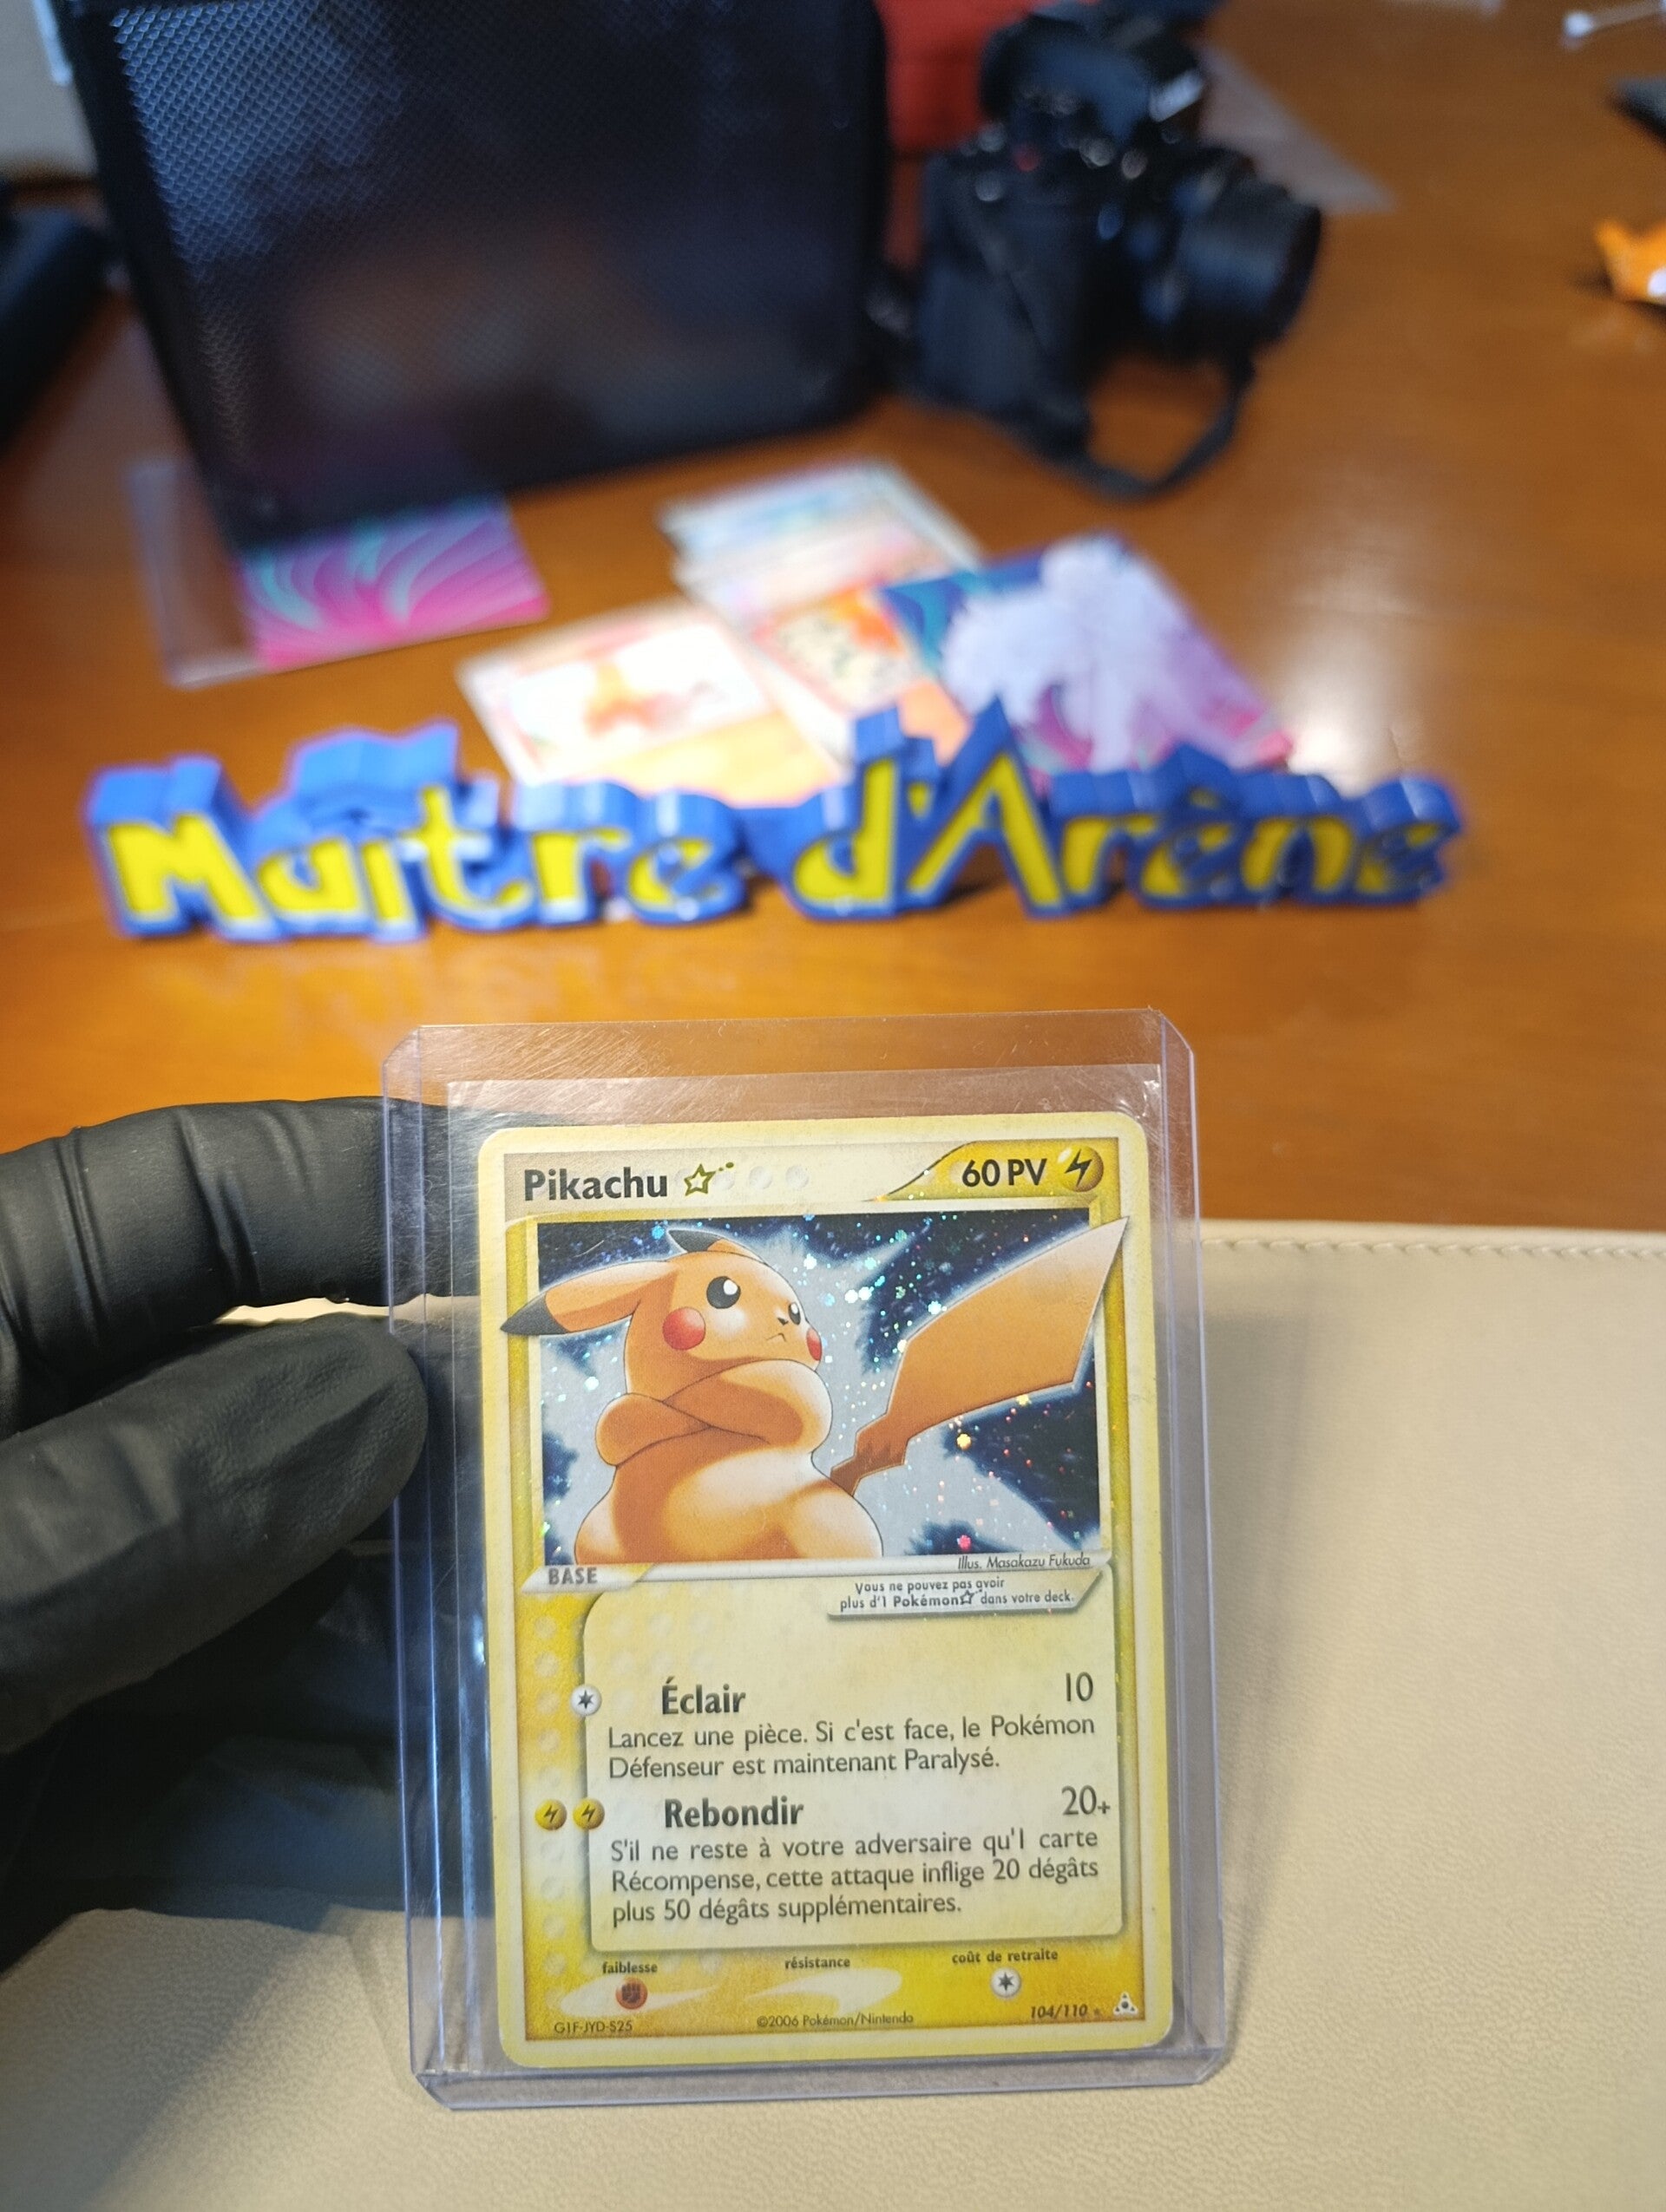 Maître d'Arène
Pikachu ☆
60 PV
Illus. Masakazu Fukuda
BASE
Vous ne pouvez pas avoir
plus d'1 Pokémon☆ dans votre deck.
Éclair 10
Lancez une pièce. Si c'est face, le Pokémon
Défenseur est maintenant Paralysé.
Rebondir 20+
S'il ne reste à votre adversaire qu'1 carte
Récompense, cette attaque inflige 20 dégâts
plus 50 dégâts supplémentaires.
faiblesse résistance coût de retraite
G1F-JYD-S25 ©2006 Pokémon/Nintendo 104/110 ★